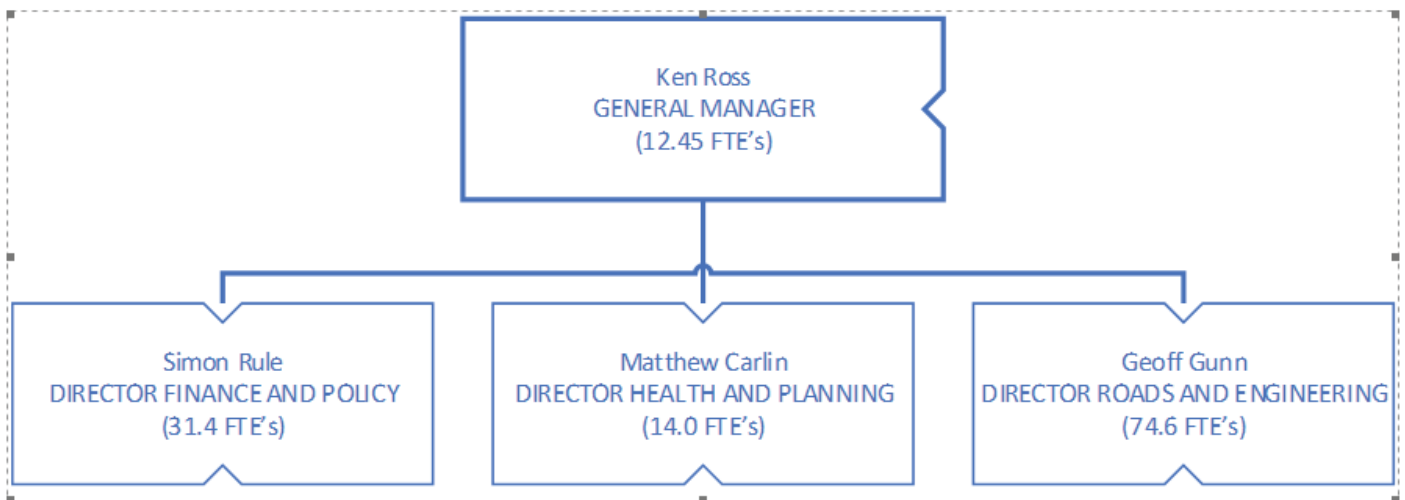 Ken Ross
GENERAL MANAGER
(12.45 FTE's)
Simon Rule
DIRECTOR FINANCE AND POLICY
(31.4 FTE's)
Matthew Carlin
DIRECTOR HEALTH AND PLANNING
(14.0 FTE's)
Geoff Gunn
DIRECTOR ROADS AND ENGINEERING
(74.6 FTE's)